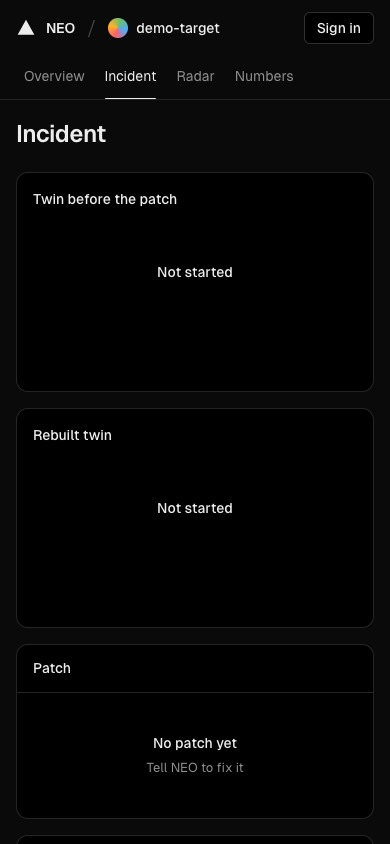 NEO / demo-target
Sign in
Overview Incident Radar Numbers
Incident
Twin before the patch
Not started
Rebuilt twin
Not started
Patch
No patch yet
Tell NEO to fix it